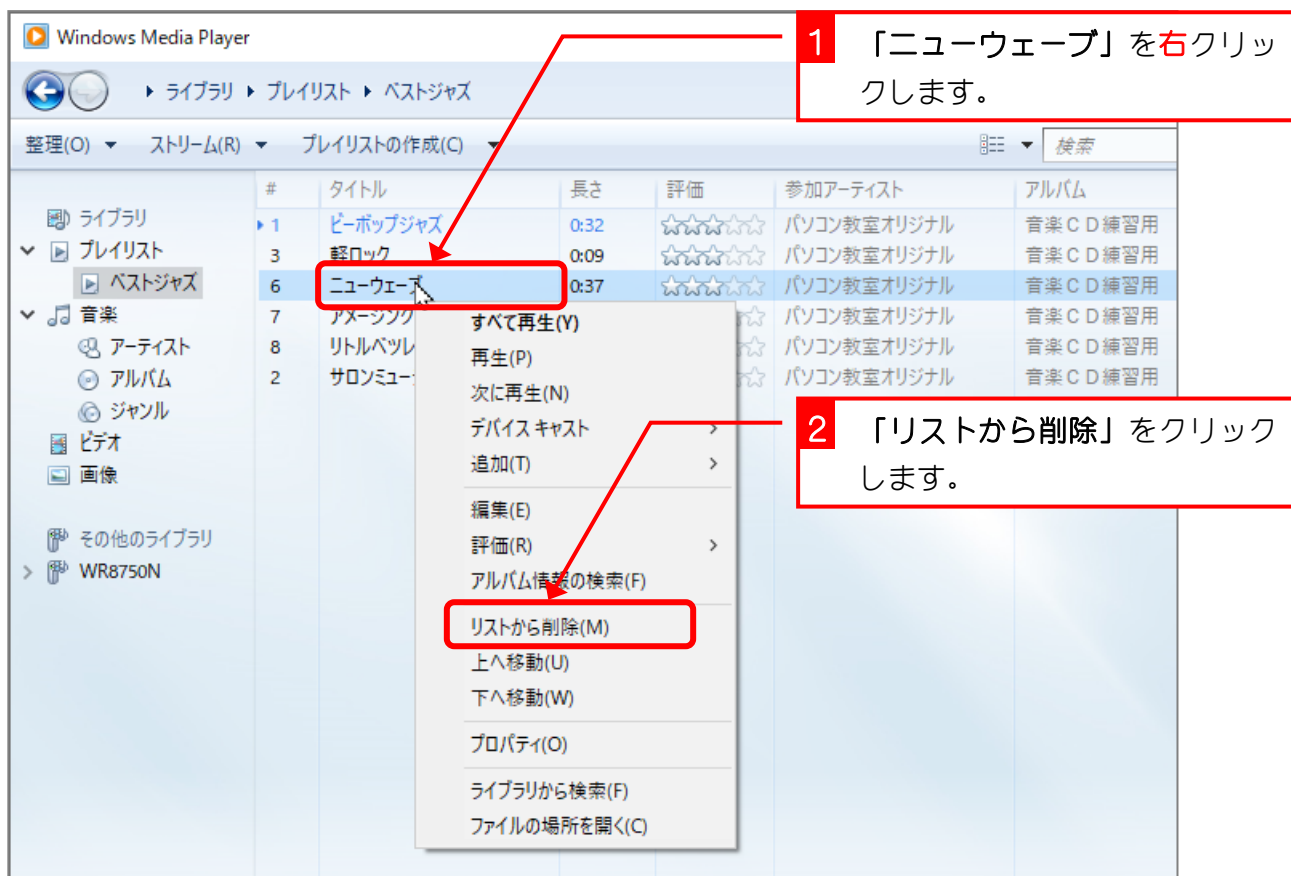 Windows Media Player
1 「ニューウェーブ」を右クリッ
クします。
ライブラリ プレイリスト ベストジャズ
整理(O) ストリーム(R) プレイリストの作成(C) 検索
# タイトル 長さ 評価 参加アーティスト アルバム
ライブラリ
プレイリスト
ベストジャズ
音楽
アーティスト
アルバム
ジャンル
ビデオ
画像
その他のライブラリ
WR8750N
1 ビーボップジャズ 0:32 パソコン教室オリジナル 音楽ＣＤ練習用
3 軽ロック 0:09 パソコン教室オリジナル 音楽ＣＤ練習用
6 ニューウェーブ 0:37 パソコン教室オリジナル 音楽ＣＤ練習用
7 アメージング パソコン教室オリジナル 音楽ＣＤ練習用
8 リトルベツレ パソコン教室オリジナル 音楽ＣＤ練習用
2 サロンミュー パソコン教室オリジナル 音楽ＣＤ練習用
すべて再生(Y)
再生(P)
次に再生(N)
デバイス キャスト
追加(T)
編集(E)
評価(R)
アルバム情報の検索(F)
リストから削除(M)
上へ移動(U)
下へ移動(W)
プロパティ(O)
ライブラリから検索(F)
ファイルの場所を開く(C)
2 「リストから削除」をクリック
します。